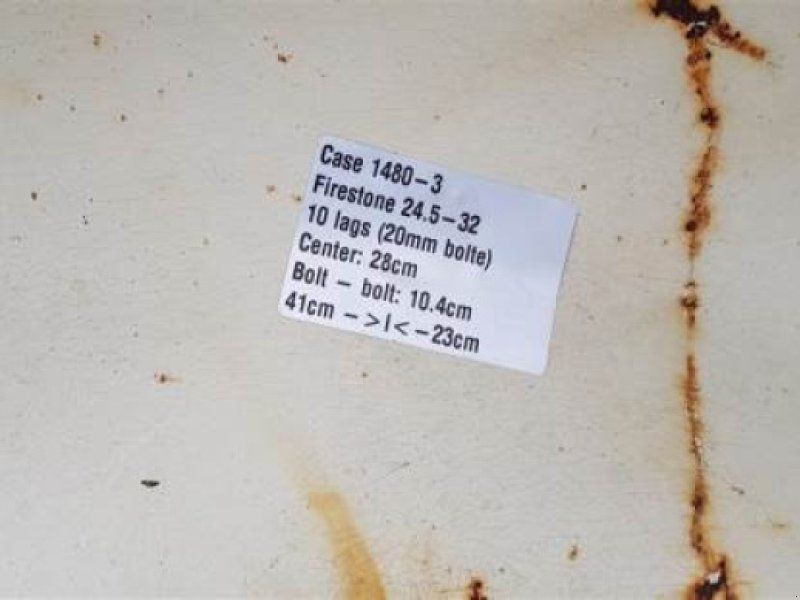 Case 1480-3
Firestone 24.5-32
10 lags (20mm bolte)
Center: 28cm
Bolt - bolt: 10.4cm
41cm ->I<-23cm